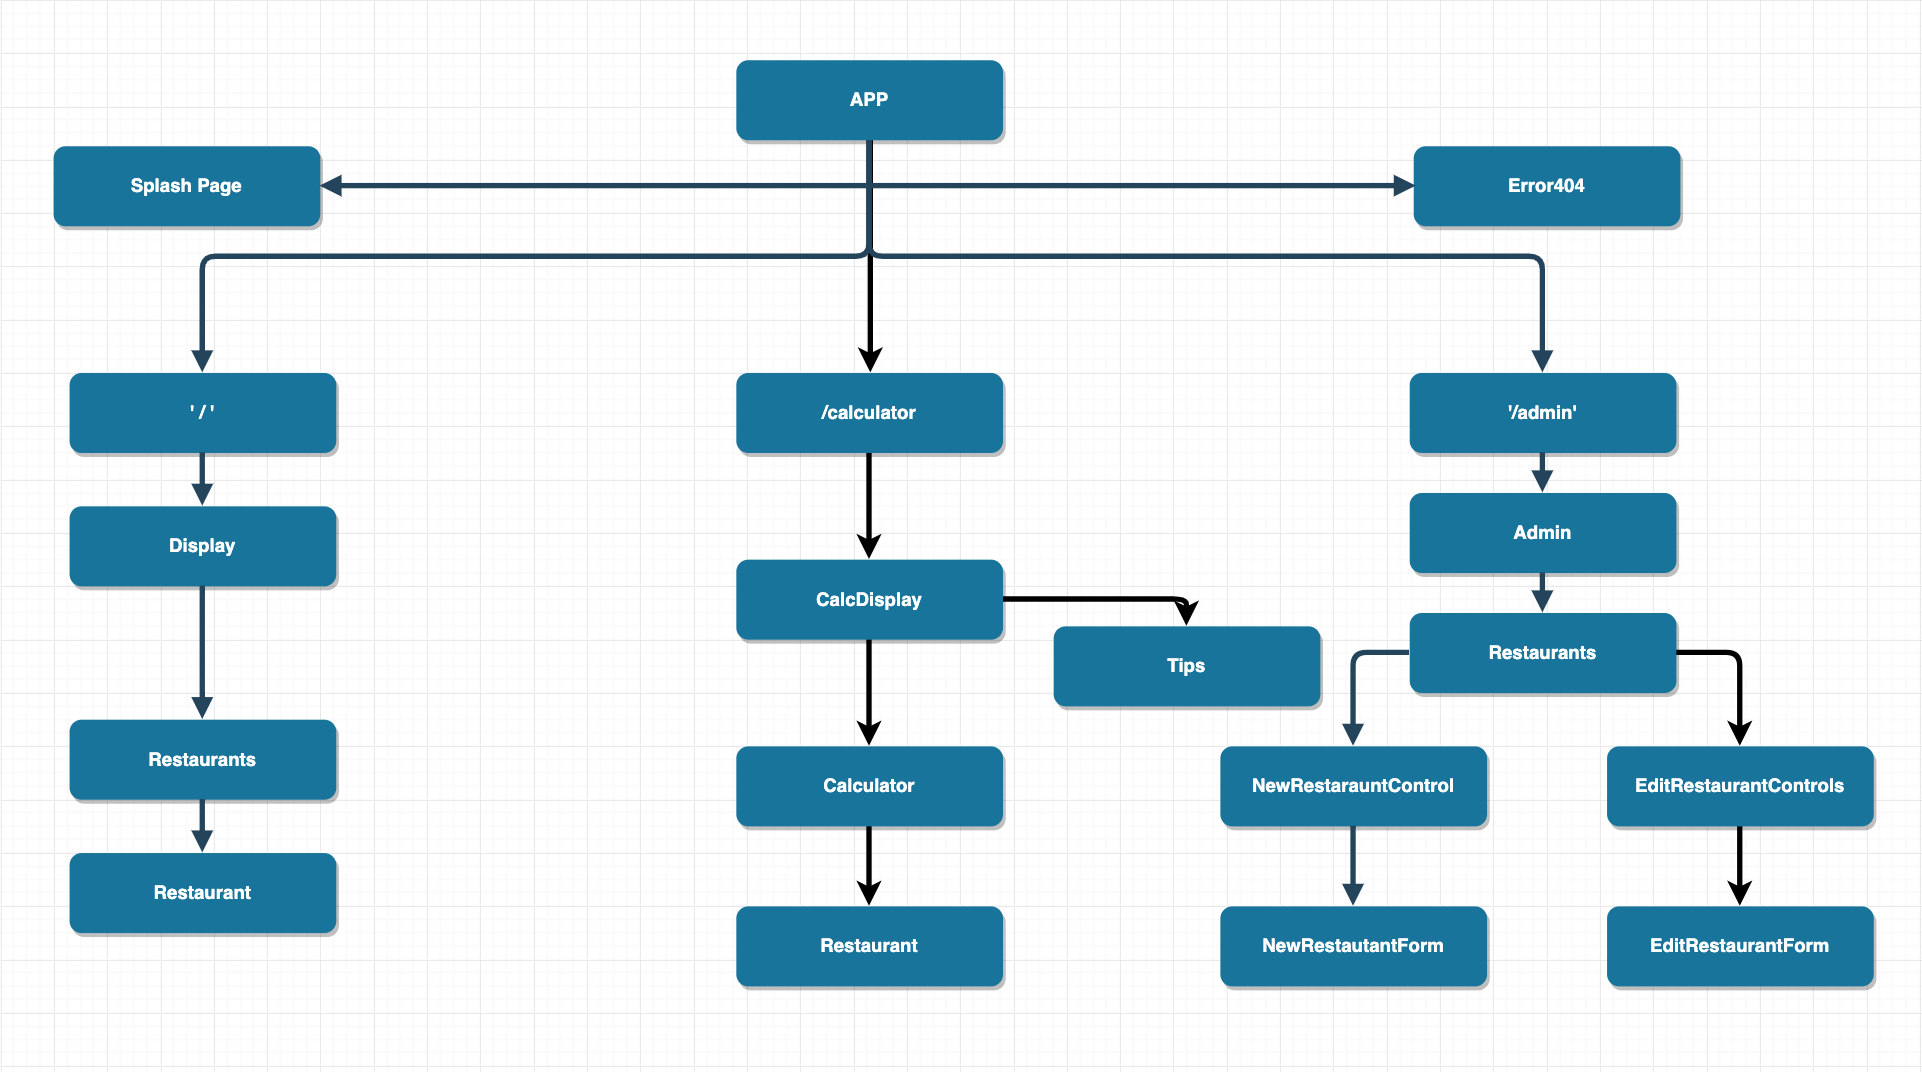 APP
Splash Page
Error404
' / '
/calculator
'/admin'
Display
Admin
CalcDisplay
Restaurants
Tips
Restaurants
Calculator
NewRestarauntControl
EditRestaurantControls
Restaurant
Restaurant
NewRestautantForm
EditRestaurantForm